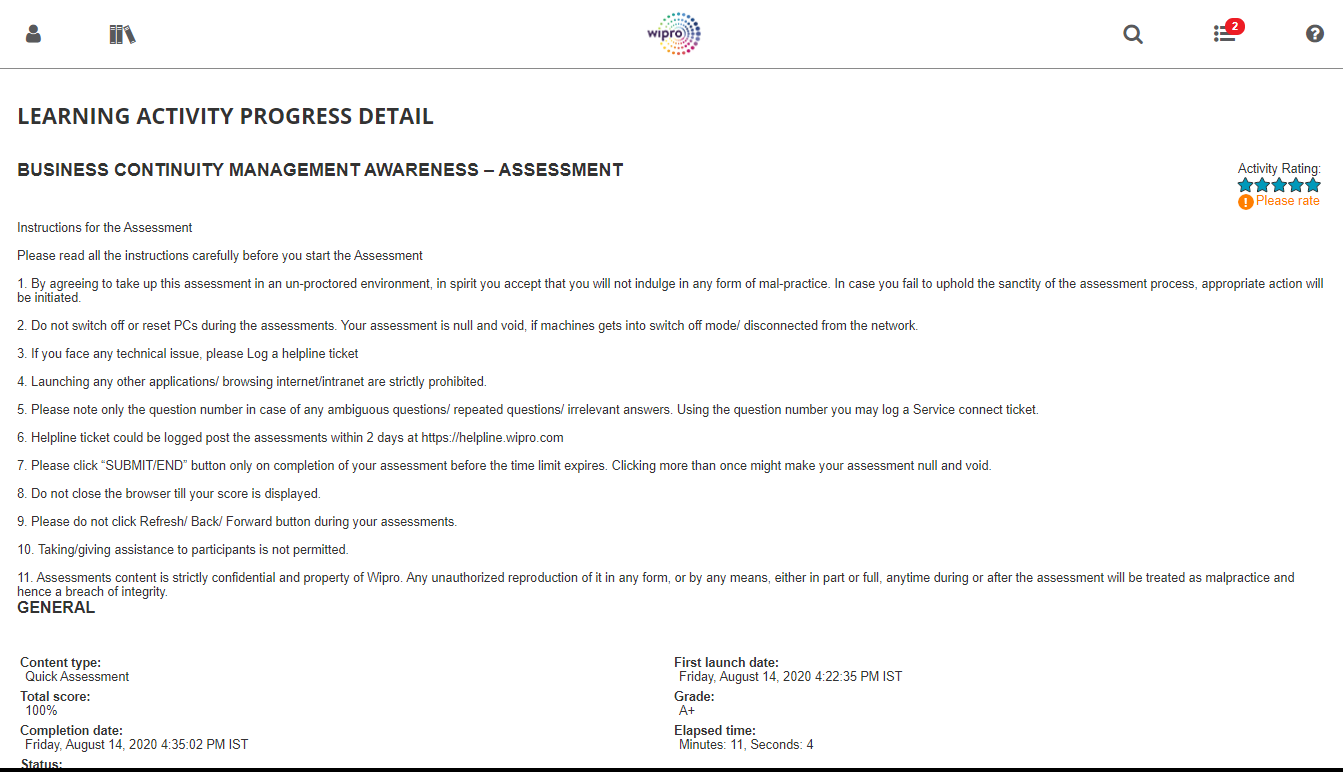 wipro
2
LEARNING ACTIVITY PROGRESS DETAIL
BUSINESS CONTINUITY MANAGEMENT AWARENESS – ASSESSMENT
Activity Rating:
Please rate
Instructions for the Assessment
Please read all the instructions carefully before you start the Assessment
1. By agreeing to take up this assessment in an un-proctored environment, in spirit you accept that you will not indulge in any form of mal-practice. In case you fail to uphold the sanctity of the assessment process, appropriate action will
be initiated.
2. Do not switch off or reset PCs during the assessments. Your assessment is null and void, if machines gets into switch off mode/ disconnected from the network.
3. If you face any technical issue, please Log a helpline ticket
4. Launching any other applications/ browsing internet/intranet are strictly prohibited.
5. Please note only the question number in case of any ambiguous questions/ repeated questions/ irrelevant answers. Using the question number you may log a Service connect ticket.
6. Helpline ticket could be logged post the assessments within 2 days at https://helpline.wipro.com
7. Please click “SUBMIT/END” button only on completion of your assessment before the time limit expires. Clicking more than once might make your assessment null and void.
8. Do not close the browser till your score is displayed.
9. Please do not click Refresh/ Back/ Forward button during your assessments.
10. Taking/giving assistance to participants is not permitted.
11. Assessments content is strictly confidential and property of Wipro. Any unauthorized reproduction of it in any form, or by any means, either in part or full, anytime during or after the assessment will be treated as malpractice and
hence a breach of integrity.
GENERAL
Content type:
Quick Assessment
First launch date:
Friday, August 14, 2020 4:22:35 PM IST
Total score:
100%
Grade:
A+
Completion date:
Friday, August 14, 2020 4:35:02 PM IST
Elapsed time:
Minutes: 11, Seconds: 4
Status: